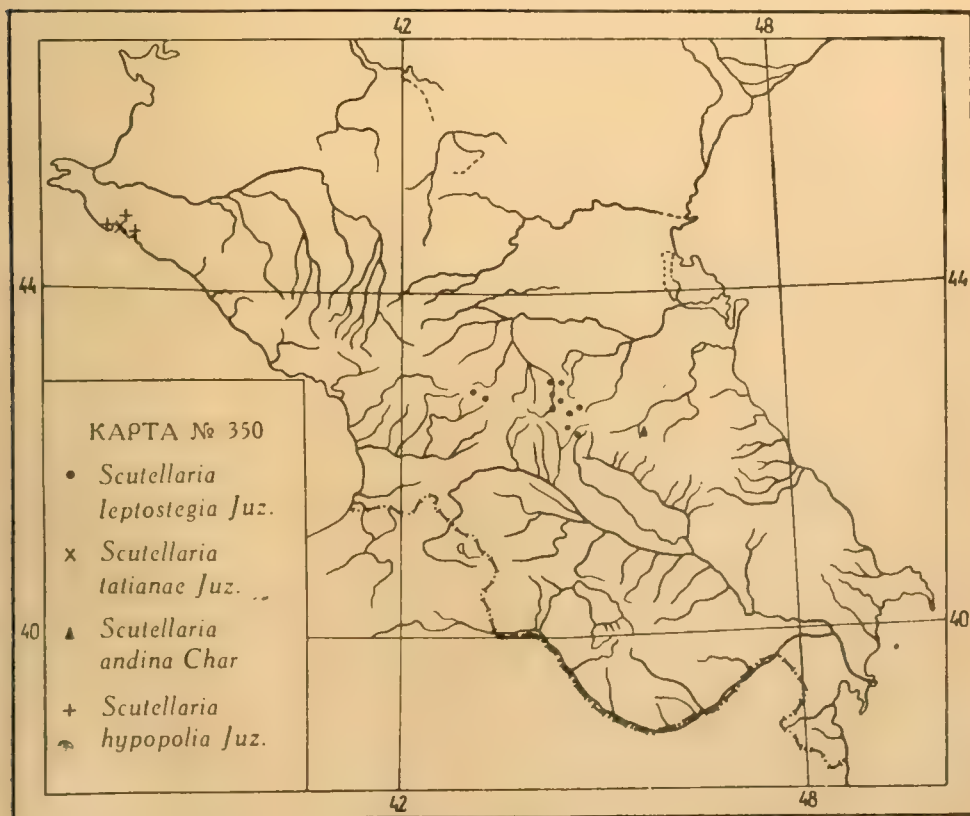 42 48
44 44
КАРТА № 350
Scutellaria
leptostegia Juz.
Scutellaria
tatianae Juz.
40 40
Scutellaria
andina Char
Scutellaria
hypopolia Juz.
42 48